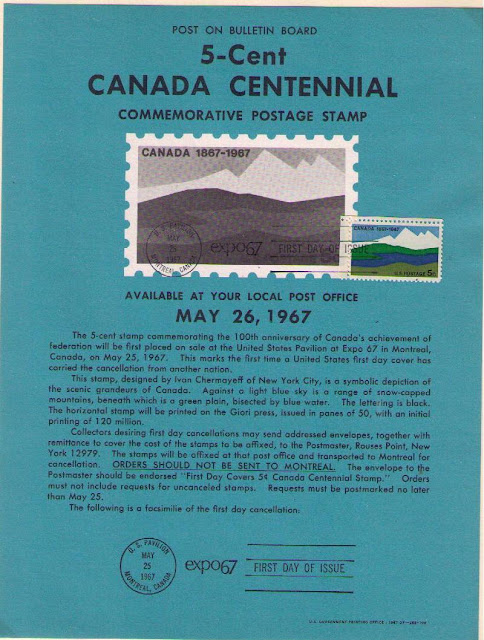 POST ON BULLETIN BOARD
5-Cent
CANADA CENTENNIAL
COMMEMORATIVE POSTAGE STAMP
CANADA 1867-1967
CANADA 1867-1967
U.S. PAVILION
MAY
25
1967
MONTREAL, CANADA
expo67
FIRST DAY OF ISSUE
U.S. POSTAGE 5c
AVAILABLE AT YOUR LOCAL POST OFFICE
MAY 26, 1967
The 5-cent stamp commemorating the 100th anniversary of Canada's achievement of
federation will be first placed on sale at the United States Pavilion at Expo 67 in Montreal,
Canada, on May 25, 1967. This marks the first time a United States first day cover has
carried the cancellation from another nation.
This stamp, designed by Ivan Chermayeff of New York City, is a symbolic depiction of
the scenic grandeurs of Canada. Against a light blue sky is a range of snow-capped
mountains, beneath which is a green plain, bisected by blue water. The lettering is black.
The horizontal stamp will be printed on the Giori press, issued in panes of 50, with an initial
printing of 120 million.
Collectors desiring first day cancellations may send addressed envelopes, together with
remittance to cover the cost of the stamps to be affixed, to the Postmaster, Rouses Point, New
York 12979. The stamps will be affixed at that post office and transported to Montreal for
cancellation. ORDERS SHOULD NOT BE SENT TO MONTREAL. The envelope to the
Postmaster should be endorsed "First Day Covers 5¢ Canada Centennial Stamp." Orders
must not include requests for uncanceled stamps. Requests must be postmarked no later
than May 25.
The following is a facsimilie of the first day cancellation:
U.S. PAVILION
MAY
25
1967
MONTREAL, CANADA
expo67
FIRST DAY OF ISSUE
U.S. GOVERNMENT PRINTING OFFICE